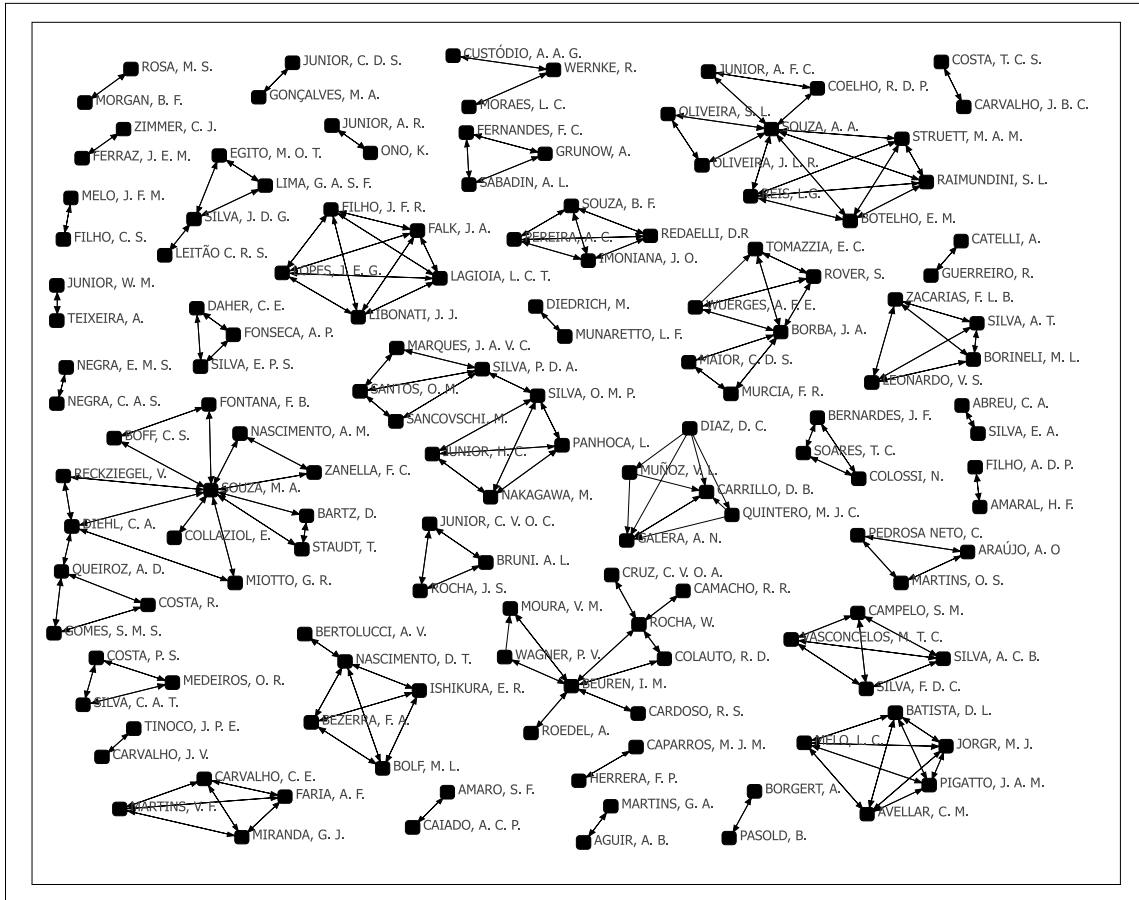 CUSTÓDIO, A. A. G.
ROSA, M. S.
JUNIOR, C. D. S.
WERNKE, R.
JUNIOR, A. F. C.
COSTA, T. C. S.
COELHO, R. D. P.
MORGAN, B. F.
GONÇALVES, M. A.
MORAES, L. C.
CARVALHO, J. B. C.
OLIVEIRA, S. L.
ZIMMER, C. J.
JUNIOR, A. R.
FERNANDES, F. C.
SOUZA, A. A.
STRUETT, M. A. M.
FERRAZ, J. E. M.
EGITO, M. O. T.
ONO, K.
GRUNOW, A.
OLIVEIRA, J. L. R.
LIMA, G. A. S. F.
SABADIN, A. L.
RAIMUNDINI, S. L.
MELO, J. F. M.
REIS, L.G.
FILHO, J. F. R.
SOUZA, B. F.
SILVA, J. D. G.
BOTELHO, E. M.
FALK, J. A.
FILHO, C. S.
PEREIRA, A. C.
REDAELLI, D.R
CATELLI, A.
LEITÃO C. R. S.
TOMAZZIA, E. C.
IMONIANA, J. O.
LOPES, J. E. G.
LAGIOIA, L. C. T.
ROVER, S.
GUERREIRO, R.
JUNIOR, W. M.
ZACARIAS, F. L. B.
DAHER, C. E.
DIEDRICH, M.
WUERGES, A. F. E.
TEIXEIRA, A.
LIBONATI, J. J.
SILVA, A. T.
FONSECA, A. P.
MUNARETTO, L. F.
BORBA, J. A.
MARQUES, J. A. V. C.
BORINELI, M. L.
NEGRA, E. M. S.
SILVA, E. P. S.
SILVA, P. D. A.
MAIOR, C. D. S.
LEONARDO, V. S.
SANTOS, O. M.
SILVA, O. M. P.
MURCIA, F. R.
NEGRA, C. A. S.
FONTANA, F. B.
ABREU, C. A.
SANCOVSCHI, M.
BERNARDES, J. F.
DIAZ, D. C.
NASCIMENTO, A. M.
SILVA, E. A.
BOFF, C. S.
PANHOCA, L.
JUNIOR, H. C.
SOARES, T. C.
FILHO, A. D. P.
RECKZIEGEL, V.
ZANELLA, F. C.
MUÑOZ, V. L.
COLOSSI, N.
SOUZA, M. A.
CARRILLO, D. B.
NAKAGAWA, M.
AMARAL, H. F.
BARTZ, D.
QUINTERO, M. J. C.
DIEHL, C. A.
JUNIOR, C. V. O. C.
COLLAZIOL, E.
PEDROSA NETO, C.
GALERA, A. N.
STAUDT, T.
ARAÚJO, A. O
BRUNI. A. L.
QUEIROZ, A. D.
CRUZ, C. V. O. A.
MIOTTO, G. R.
MARTINS, O. S.
ROCHA, J. S.
CAMACHO, R. R.
COSTA, R.
MOURA, V. M.
CAMPELO, S. M.
ROCHA, W.
GOMES, S. M. S.
BERTOLUCCI, A. V.
VASCONCELOS, M. T. C.
COSTA, P. S.
WAGNER, P. V.
NASCIMENTO, D. T.
COLAUTO, R. D.
SILVA, A. C. B.
MEDEIROS, O. R.
BEUREN, I. M.
ISHIKURA, E. R.
SILVA, F. D. C.
SILVA, C. A. T.
CARDOSO, R. S.
BATISTA, D. L.
BEZERRA, F. A.
TINOCO, J. P. E.
ROEDEL, A.
MELO, L. C.
JORGR, M. J.
CAPARROS, M. J. M.
CARVALHO, J. V.
BOLF, M. L.
CARVALHO, C. E.
HERRERA, F. P.
PIGATTO, J. A. M.
AMARO, S. F.
BORGERT, A.
FARIA, A. F.
MARTINS, V. F.
MARTINS, G. A.
AVELLAR, C. M.
CAIADO, A. C. P.
MIRANDA, G. J.
PASOLD, B.
AGUIR, A. B.